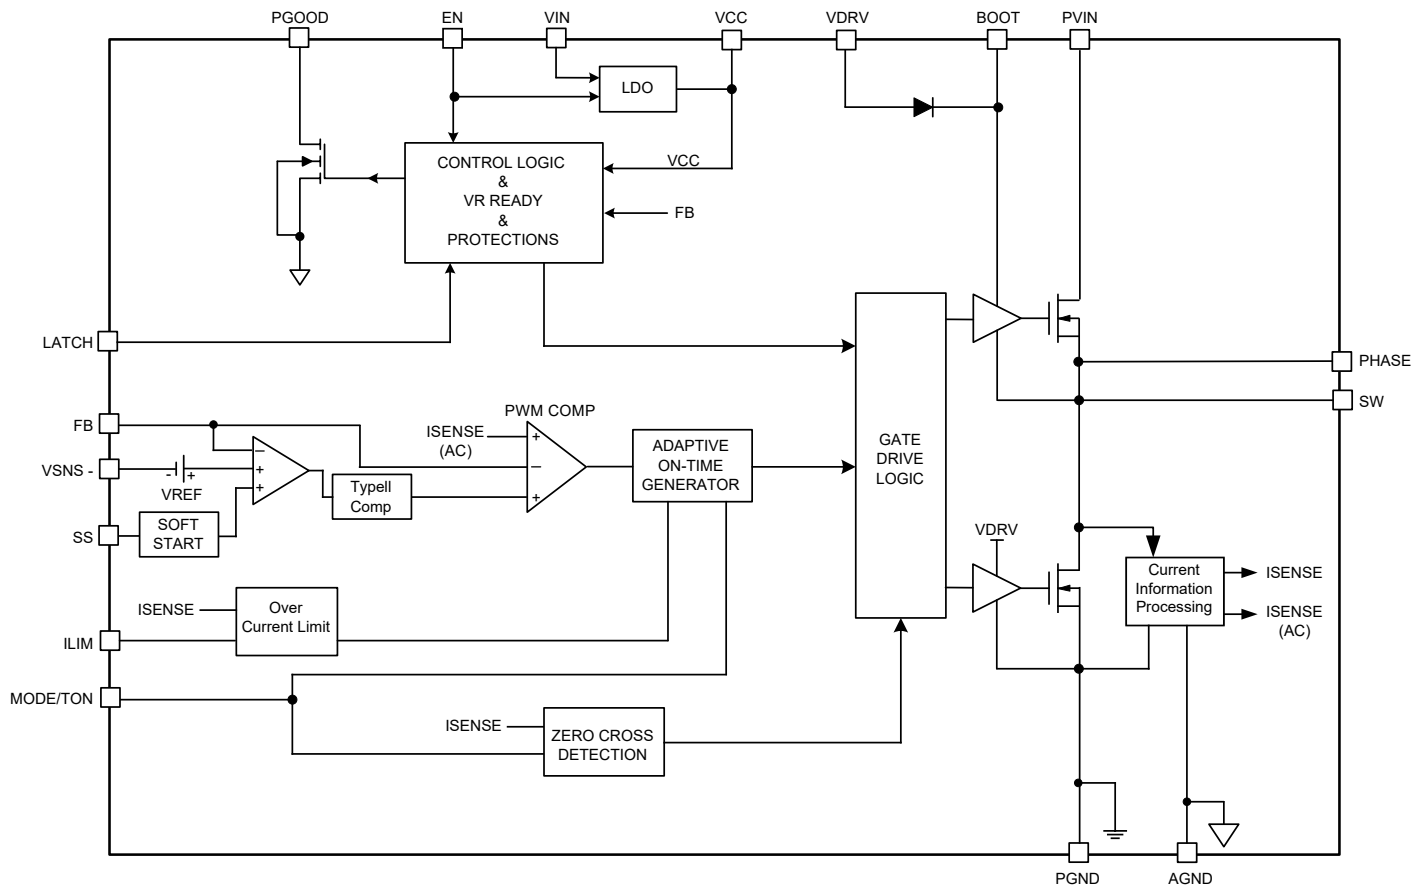 PGOOD
EN
VIN
VCC
VDRV
BOOT
PVIN
LDO
CONTROL LOGIC
&
VR READY
&
PROTECTIONS
VCC
FB
LATCH
PHASE
SW
FB
VSNS -
- +
VREF
SS
SOFT
START
−
+
+
TypeII
Comp
PWM COMP
ISENSE
(AC)
+
−
+
ADAPTIVE
ON-TIME
GENERATOR
GATE
DRIVE
LOGIC
VDRV
Current
Information
Processing
ISENSE
ISENSE
(AC)
ISENSE
Over
Current Limit
ILIM
MODE/TON
ISENSE
ZERO CROSS
DETECTION
PGND
AGND